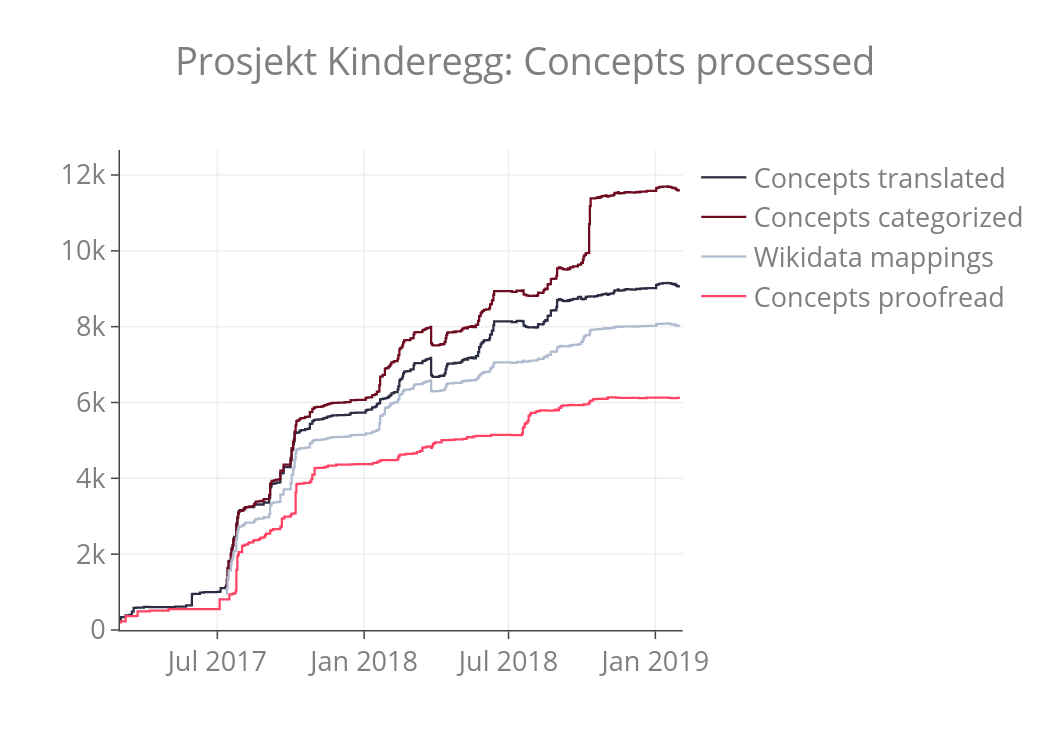 Prosjekt Kinderegg: Concepts processed
12k
10k
8k
6k
4k
2k
0
Jul 2017
Jan 2018
Jul 2018
Jan 2019
Concepts translated
Concepts categorized
Wikidata mappings
Concepts proofread